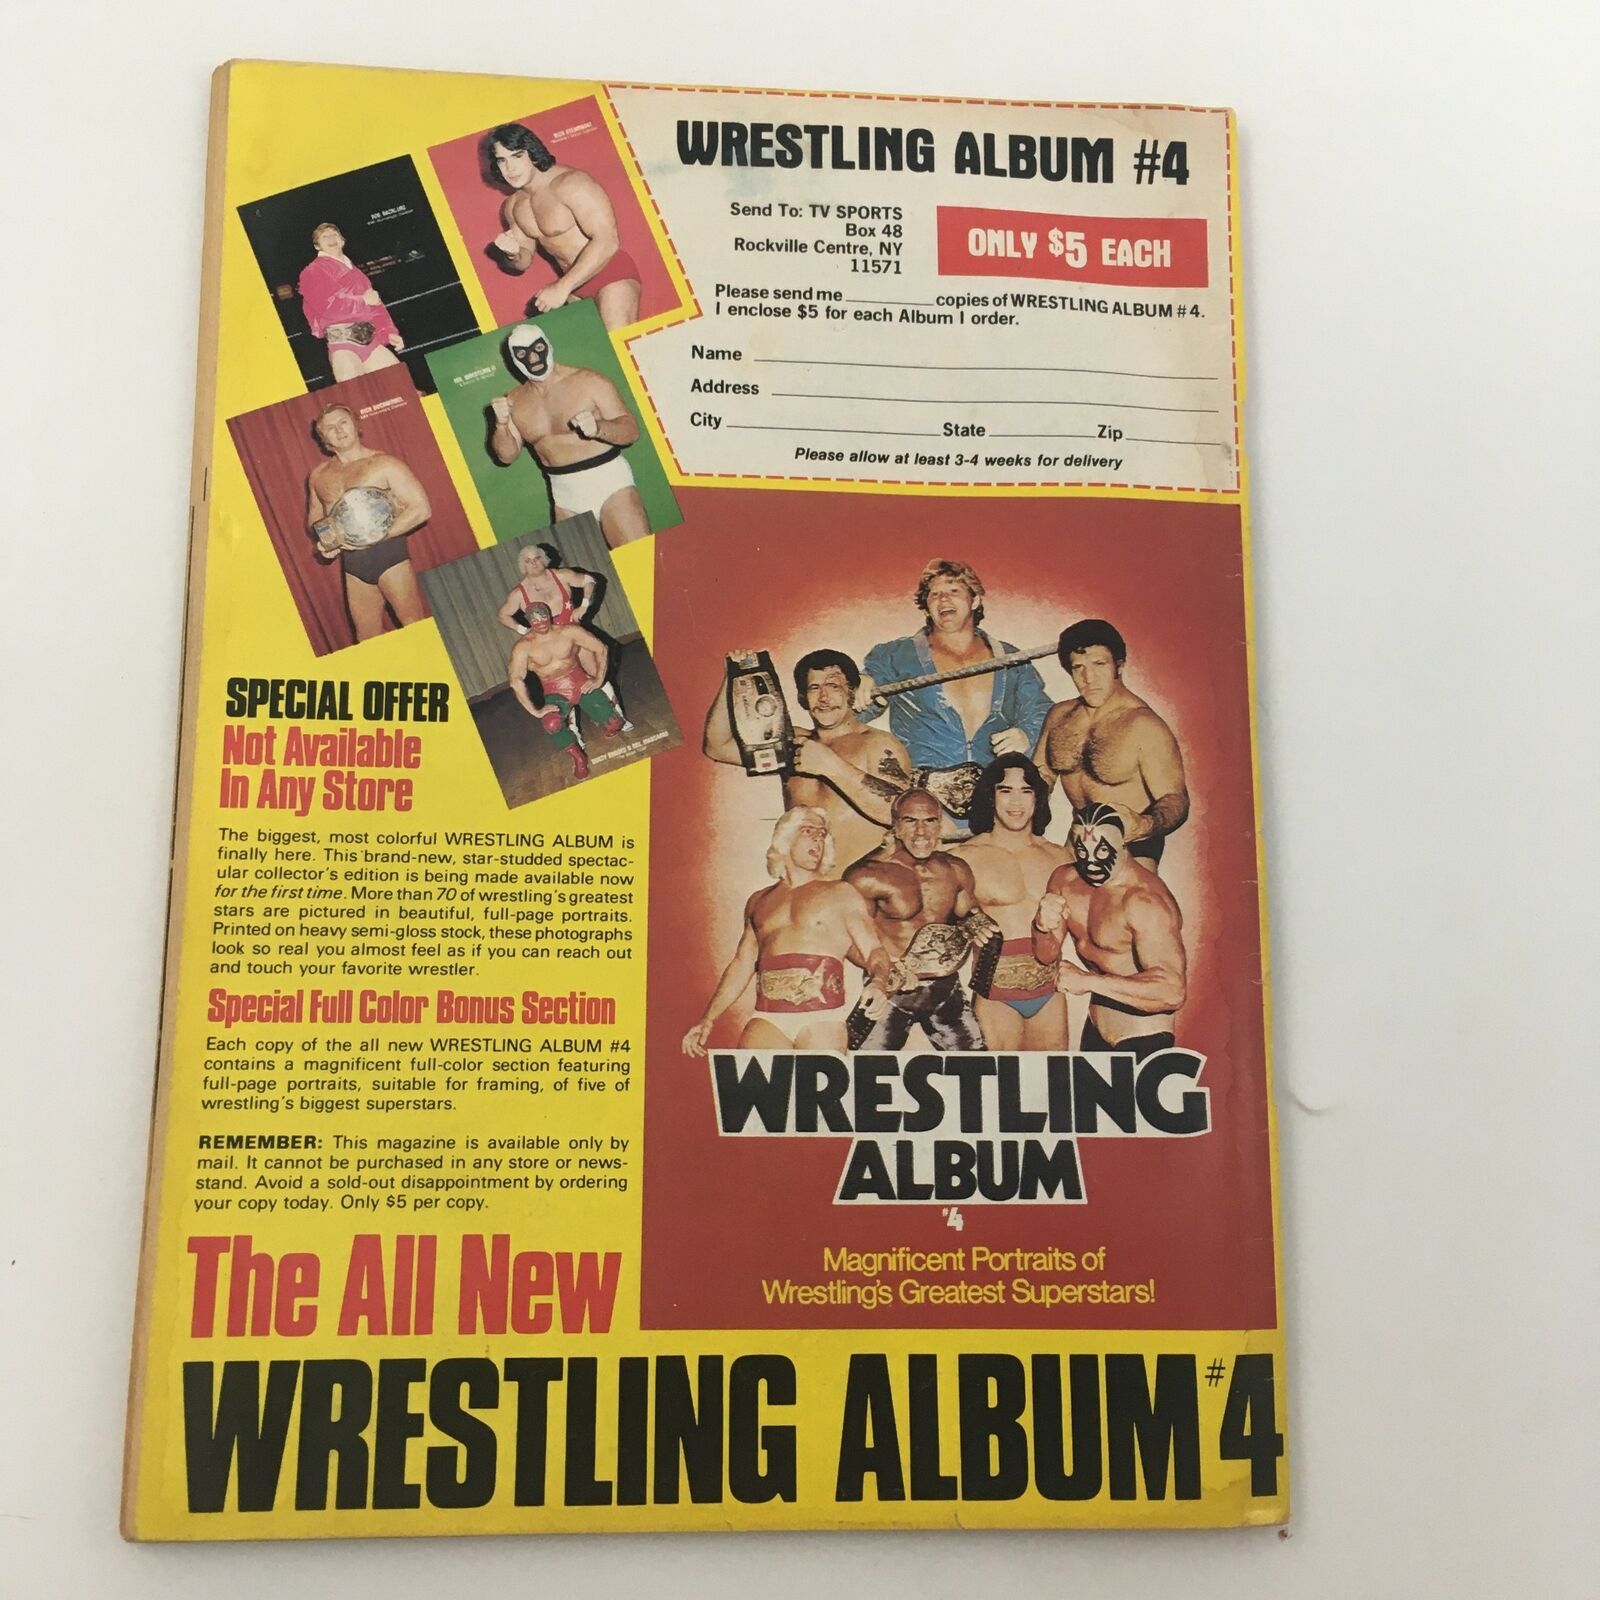 WRESTLING ALBUM #4
Send To: TV SPORTS
Box 48
Rockville Centre, NY
11571
ONLY $5 EACH
Please send me ________ copies of WRESTLING ALBUM #4.
I enclose $5 for each Album I order.
Name
Address
City State Zip
Please allow at least 3-4 weeks for delivery
SPECIAL OFFER
Not Available
In Any Store
The biggest, most colorful WRESTLING ALBUM is
finally here. This brand-new, star-studded spectac-
ular collector's edition is being made available now
for the first time. More than 70 of wrestling's greatest
stars are pictured in beautiful, full-page portraits.
Printed on heavy semi-gloss stock, these photographs
look so real you almost feel as if you can reach out
and touch your favorite wrestler.
Special Full Color Bonus Section
Each copy of the all new WRESTLING ALBUM #4
contains a magnificent full-color section featuring
full-page portraits, suitable for framing, of five of
wrestling's biggest superstars.
REMEMBER: This magazine is available only by
mail. It cannot be purchased in any store or news-
stand. Avoid a sold-out disappointment by ordering
your copy today. Only $5 per copy.
WRESTLING
ALBUM
#4
Magnificent Portraits of
Wrestling's Greatest Superstars!
The All New
WRESTLING ALBUM #4